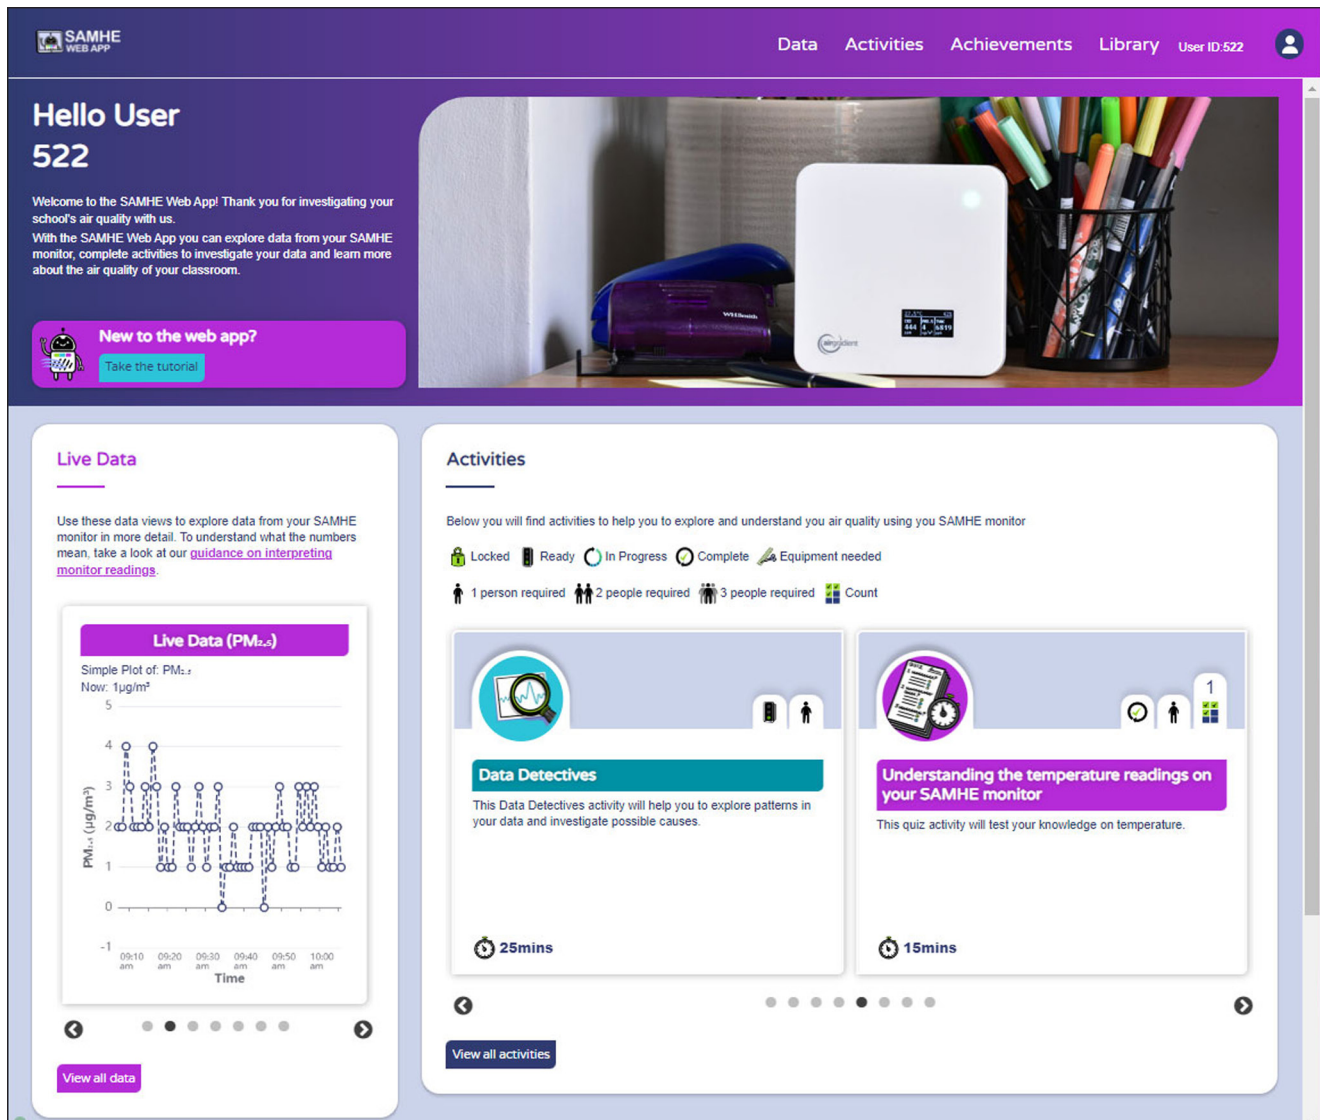 SAMHE
WEB APP
Data Activities Achievements Library User ID:522
Hello User
522
Welcome to the SAMHE Web App! Thank you for investigating your
school's air quality with us.
With the SAMHE Web App you can explore data from your SAMHE
monitor, complete activities to investigate your data and learn more
about the air quality of your classroom.
New to the web app?
Take the tutorial
WHSmith
444 4 6819
airgradient
Live Data
Use these data views to explore data from your SAMHE
monitor in more detail. To understand what the numbers
mean, take a look at our guidance on interpreting
monitor readings.
Live Data (PM₂.₅)
Simple Plot of: PM₂.₅
Now: 1µg/m³
5
4
3
2
1
0
-1
PM₂.₅ (µg/m³)
09:10 am 09:20 am 09:30 am 09:40 am 09:50 am 10:00 am
Time
View all data
Activities
Below you will find activities to help you to explore and understand you air quality using you SAMHE monitor
Locked Ready In Progress Complete Equipment needed
1 person required 2 people required 3 people required Count
Data Detectives
This Data Detectives activity will help you to explore patterns in
your data and investigate possible causes.
25mins
1
Understanding the temperature readings on
your SAMHE monitor
This quiz activity will test your knowledge on temperature.
15mins
View all activities